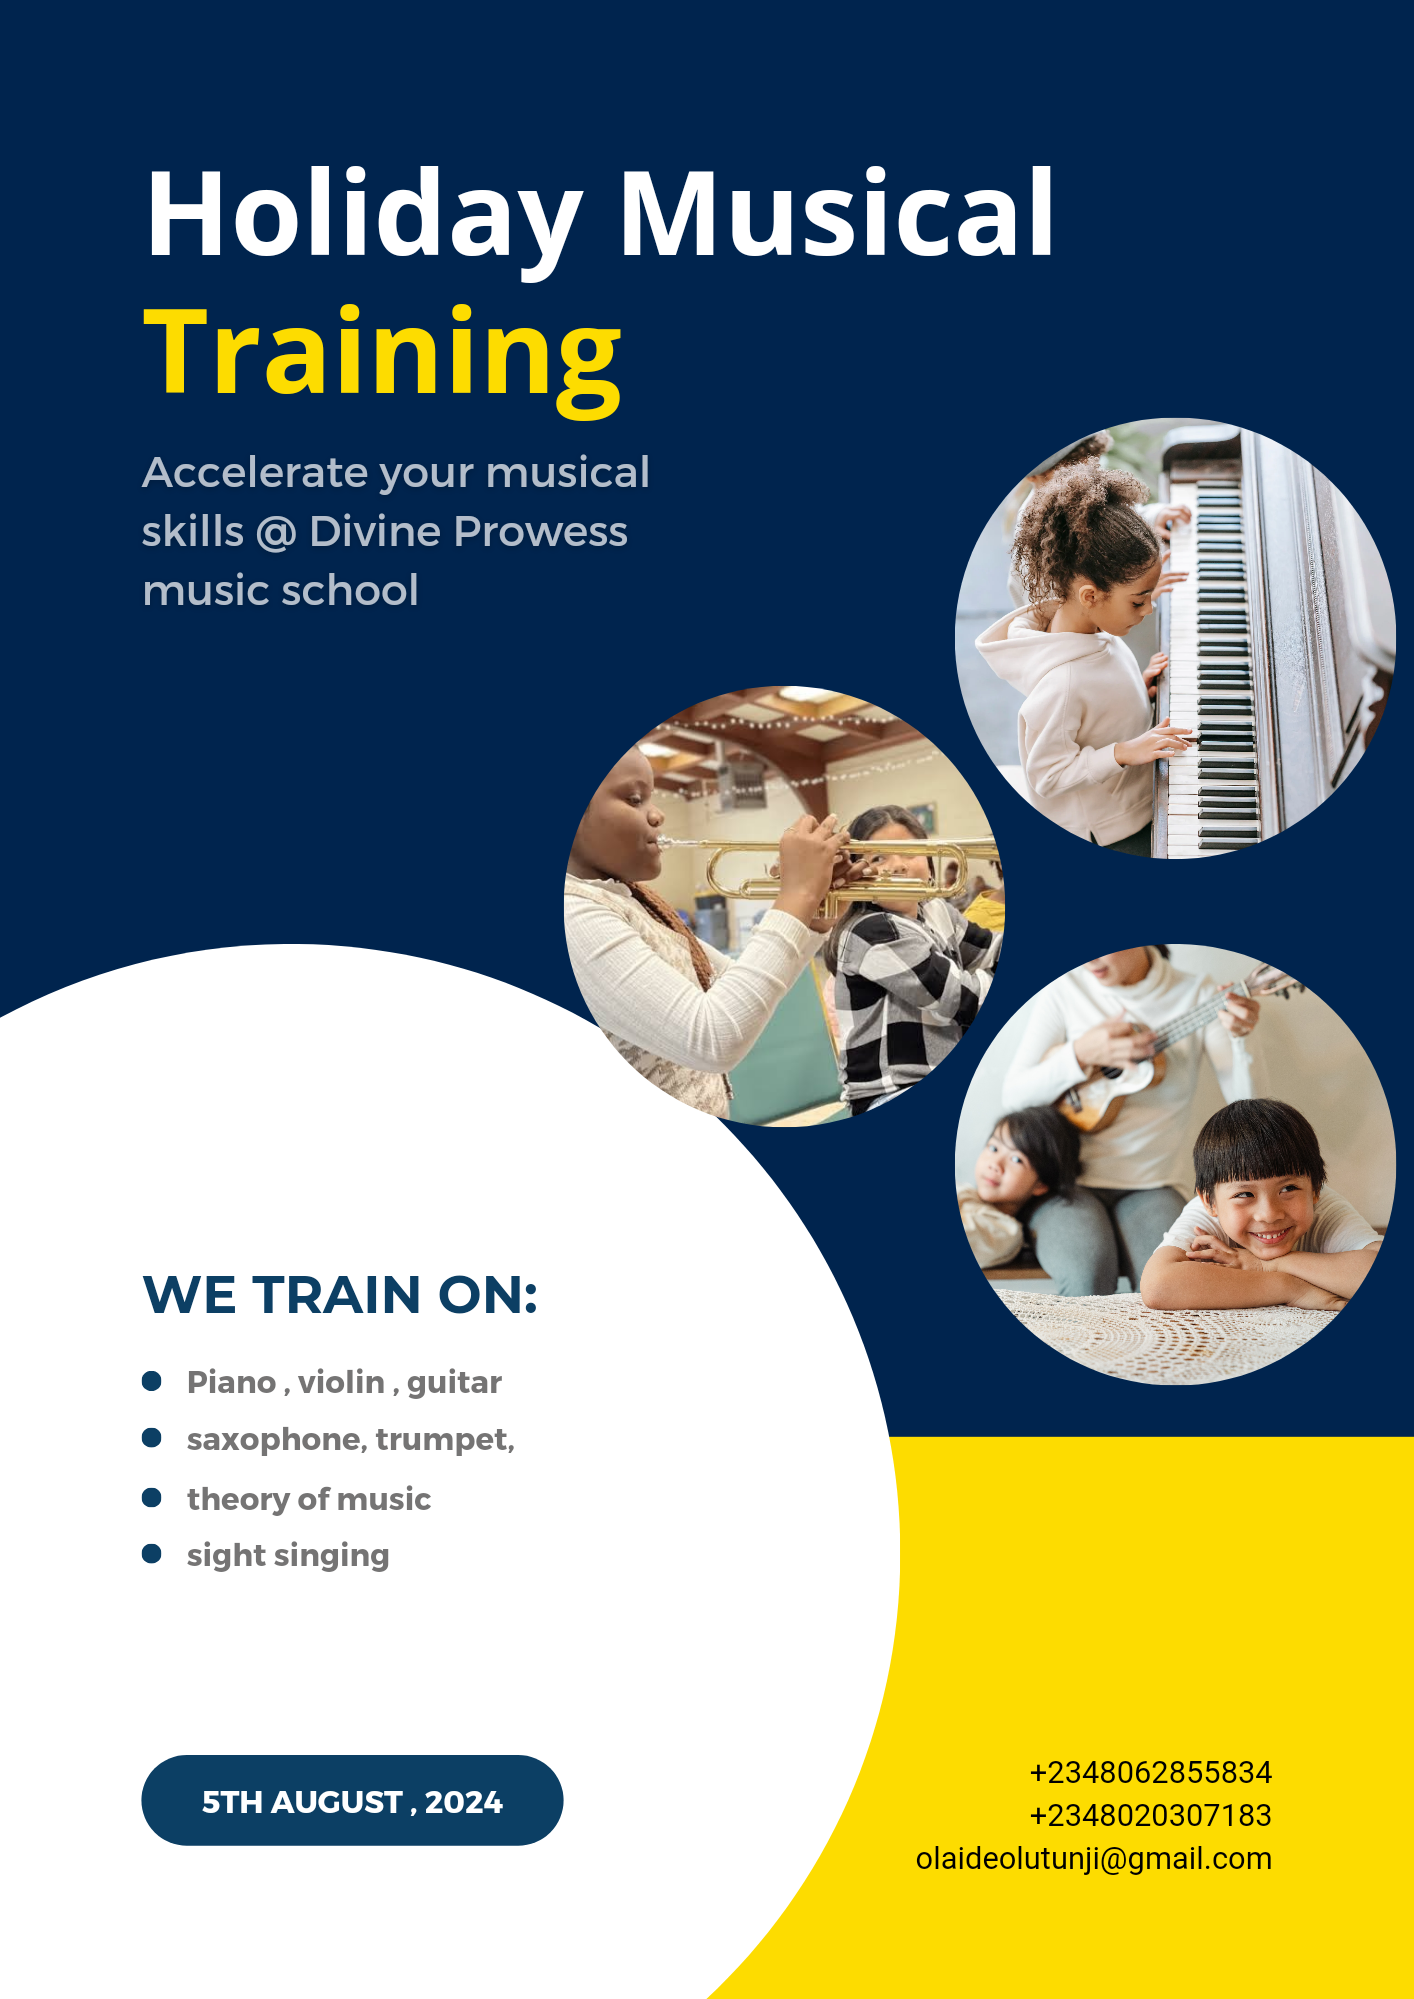 Holiday Musical
Training
Accelerate your musical
skills @ Divine Prowess
music school
WE TRAIN ON:
Piano , violin , guitar
saxophone, trumpet,
theory of music
sight singing
5TH AUGUST , 2024
+2348062855834
+2348020307183
olaideolutunji@gmail.com